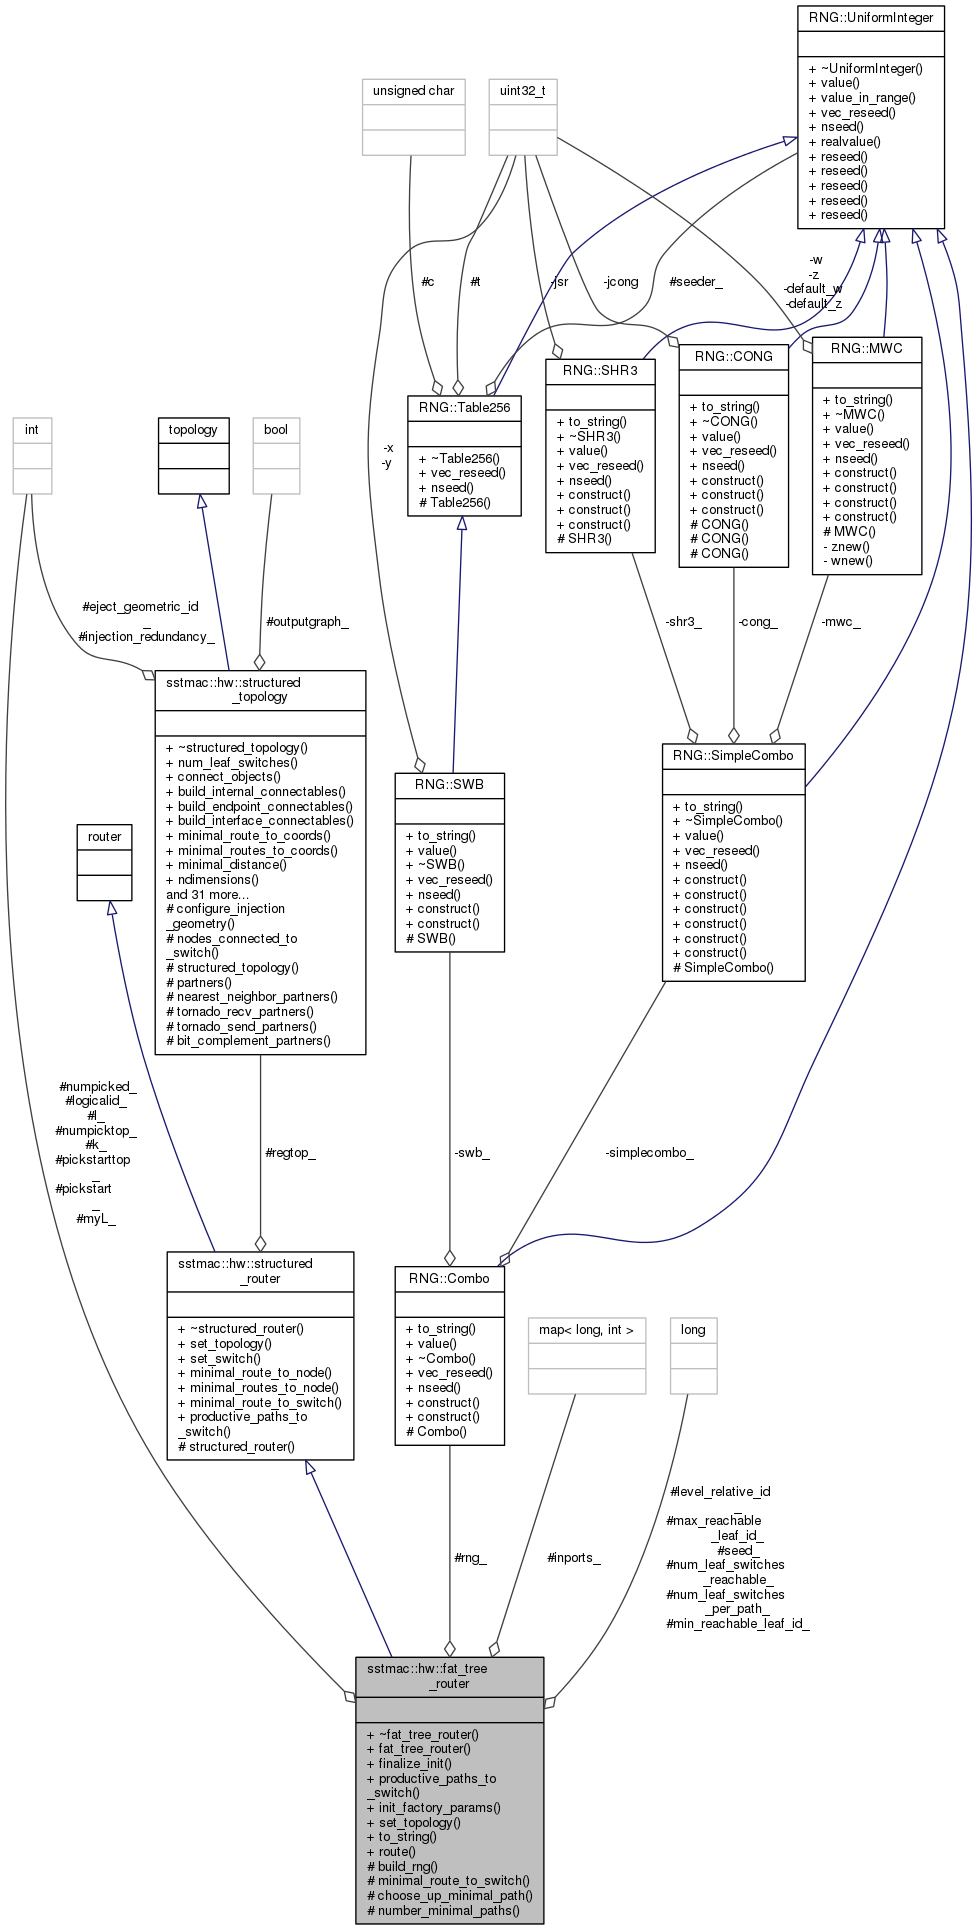 RNG::UniformInteger
+ ~UniformInteger()
+ value()
+ value_in_range()
+ vec_reseed()
+ nseed()
+ realvalue()
+ reseed()
+ reseed()
+ reseed()
+ reseed()
+ reseed()
unsigned char
uint32_t
#c
#t
-jsr
-jcong
#seeder_
-w
-z
-default_w
-default_z
RNG::SHR3
+ to_string()
+ ~SHR3()
+ value()
+ vec_reseed()
+ nseed()
+ construct()
+ construct()
+ construct()
# SHR3()
RNG::CONG
+ to_string()
+ ~CONG()
+ value()
+ vec_reseed()
+ nseed()
+ construct()
+ construct()
+ construct()
# CONG()
# CONG()
# CONG()
RNG::MWC
+ to_string()
+ ~MWC()
+ value()
+ vec_reseed()
+ nseed()
+ construct()
+ construct()
+ construct()
+ construct()
# MWC()
- znew()
- wnew()
RNG::Table256
+ ~Table256()
+ vec_reseed()
+ nseed()
# Table256()
-x
-y
int
topology
bool
#eject_geometric_id
_
#injection_redundancy_
#outputgraph_
-shr3_
-cong_
-mwc_
sstmac::hw::structured
_topology
+ ~structured_topology()
+ num_leaf_switches()
+ connect_objects()
+ build_internal_connectables()
+ build_endpoint_connectables()
+ build_interface_connectables()
+ minimal_route_to_coords()
+ minimal_routes_to_coords()
+ minimal_distance()
+ ndimensions()
and 31 more...
# configure_injection
_geometry()
# nodes_connected_to
_switch()
# structured_topology()
# partners()
# nearest_neighbor_partners()
# tornado_recv_partners()
# tornado_send_partners()
# bit_complement_partners()
RNG::SWB
+ to_string()
+ value()
+ ~SWB()
+ vec_reseed()
+ nseed()
+ construct()
+ construct()
# SWB()
RNG::SimpleCombo
+ to_string()
+ ~SimpleCombo()
+ value()
+ vec_reseed()
+ nseed()
+ construct()
+ construct()
+ construct()
+ construct()
+ construct()
+ construct()
# SimpleCombo()
router
#numpicked_
#logicalid_
#l_
#numpicktop_
#k_
#pickstarttop
_
#pickstart
_
#myL_
#regtop_
-swb_
-simplecombo_
sstmac::hw::structured
_router
+ ~structured_router()
+ set_topology()
+ set_switch()
+ minimal_route_to_node()
+ minimal_routes_to_node()
+ minimal_route_to_switch()
+ productive_paths_to
_switch()
# structured_router()
RNG::Combo
+ to_string()
+ value()
+ ~Combo()
+ vec_reseed()
+ nseed()
+ construct()
+ construct()
# Combo()
map< long, int >
long
#rng_
#inports_
#level_relative_id
_
#max_reachable
_leaf_id_
#seed_
#num_leaf_switches
_reachable_
#num_leaf_switches
_per_path_
#min_reachable_leaf_id_
sstmac::hw::fat_tree
_router
+ ~fat_tree_router()
+ fat_tree_router()
+ finalize_init()
+ productive_paths_to
_switch()
+ init_factory_params()
+ set_topology()
+ to_string()
+ route()
# build_rng()
# minimal_route_to_switch()
# choose_up_minimal_path()
# number_minimal_paths()